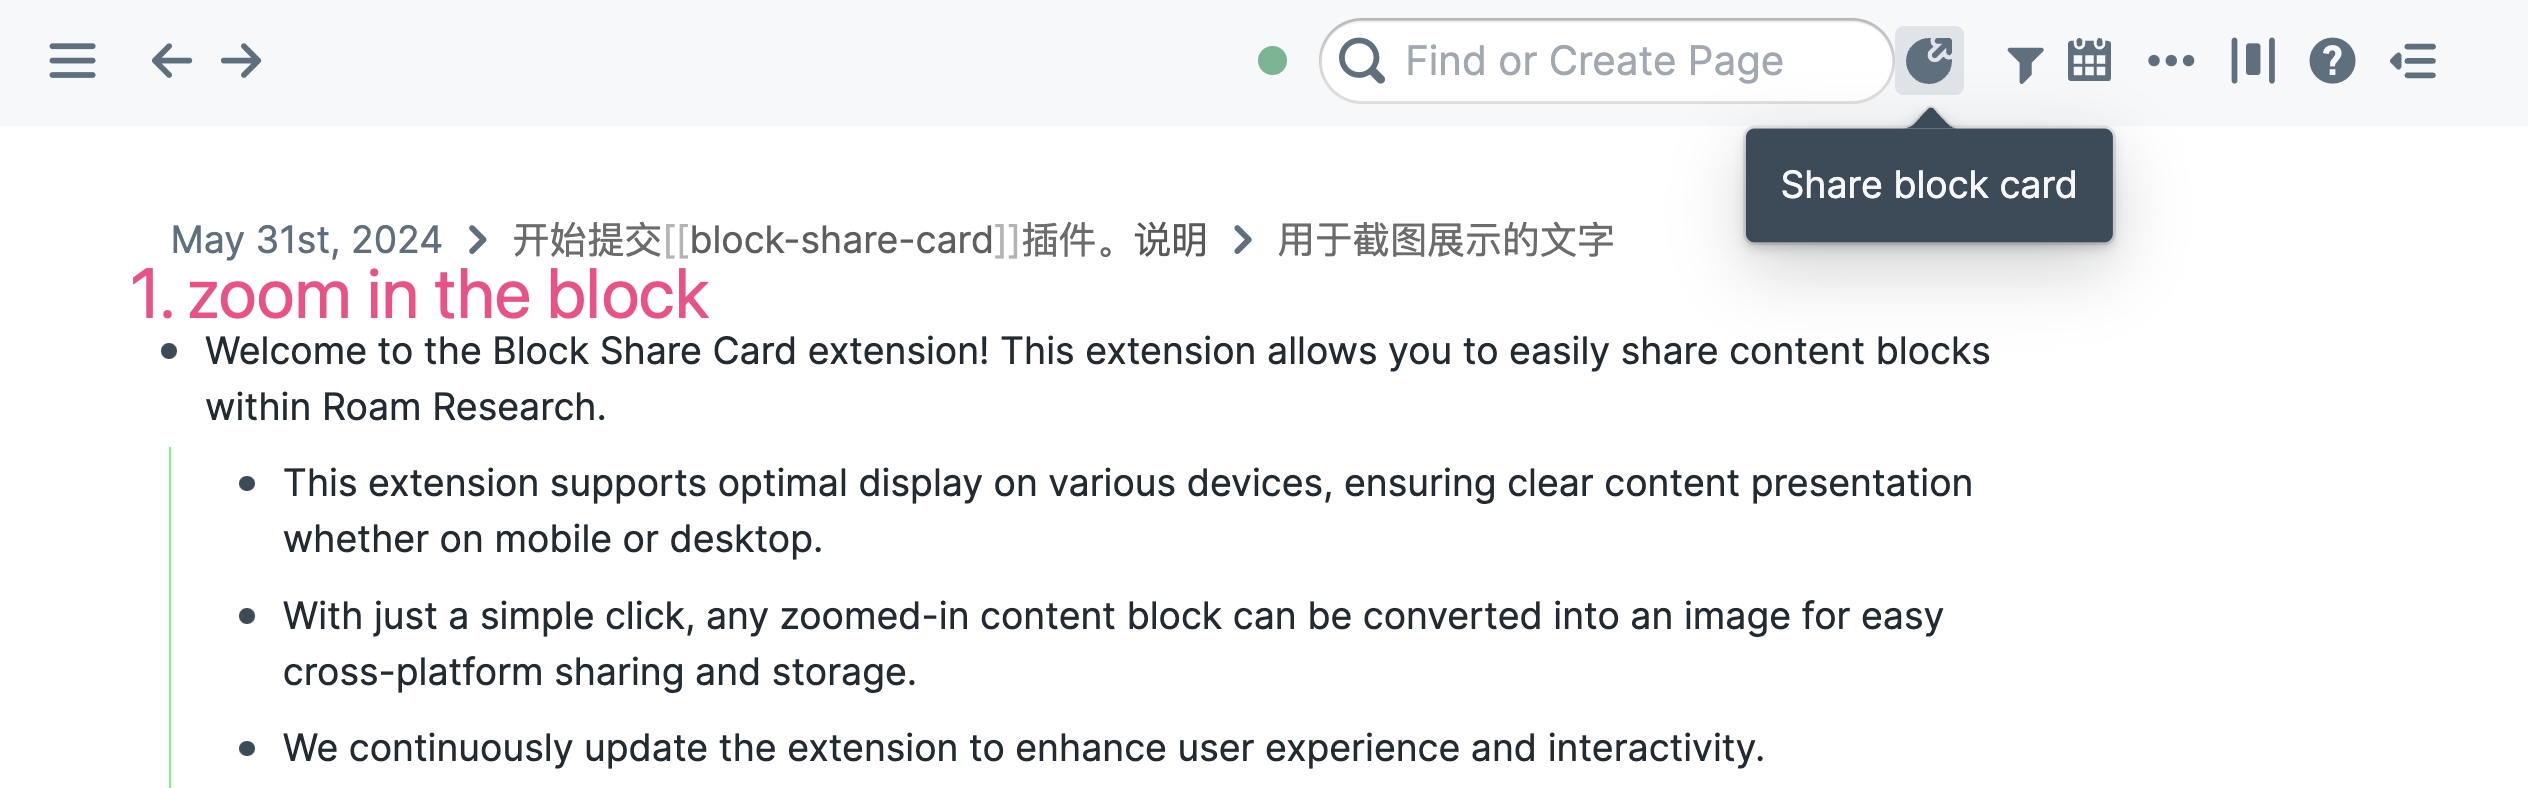 Find or Create Page
Share block card
May 31st, 2024 > 开始提交[[block-share-card]]插件。说明 > 用于截图展示的文字
1. zoom in the block
Welcome to the Block Share Card extension! This extension allows you to easily share content blocks
within Roam Research.
This extension supports optimal display on various devices, ensuring clear content presentation
whether on mobile or desktop.
With just a simple click, any zoomed-in content block can be converted into an image for easy
cross-platform sharing and storage.
We continuously update the extension to enhance user experience and interactivity.